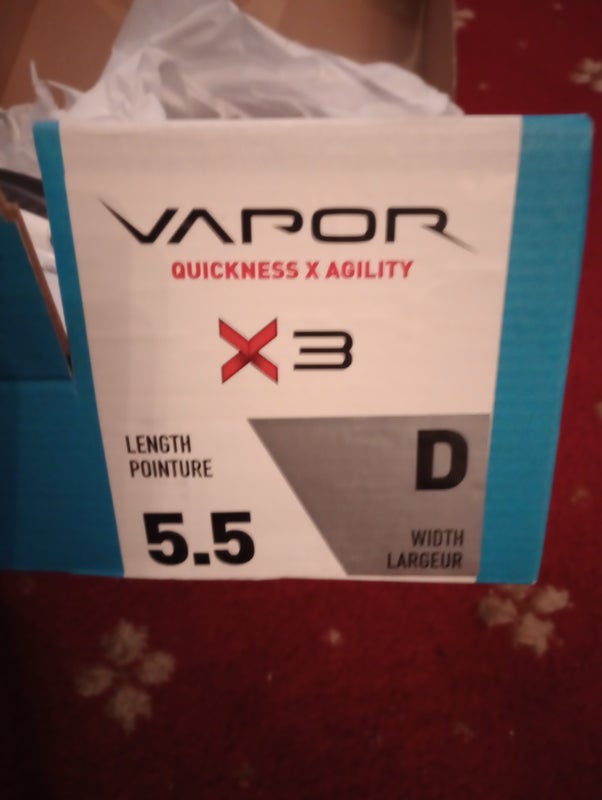 VAPOR
QUICKNESS X AGILITY
X3
LENGTH
POINTURE
5.5
D
WIDTH
LARGEUR